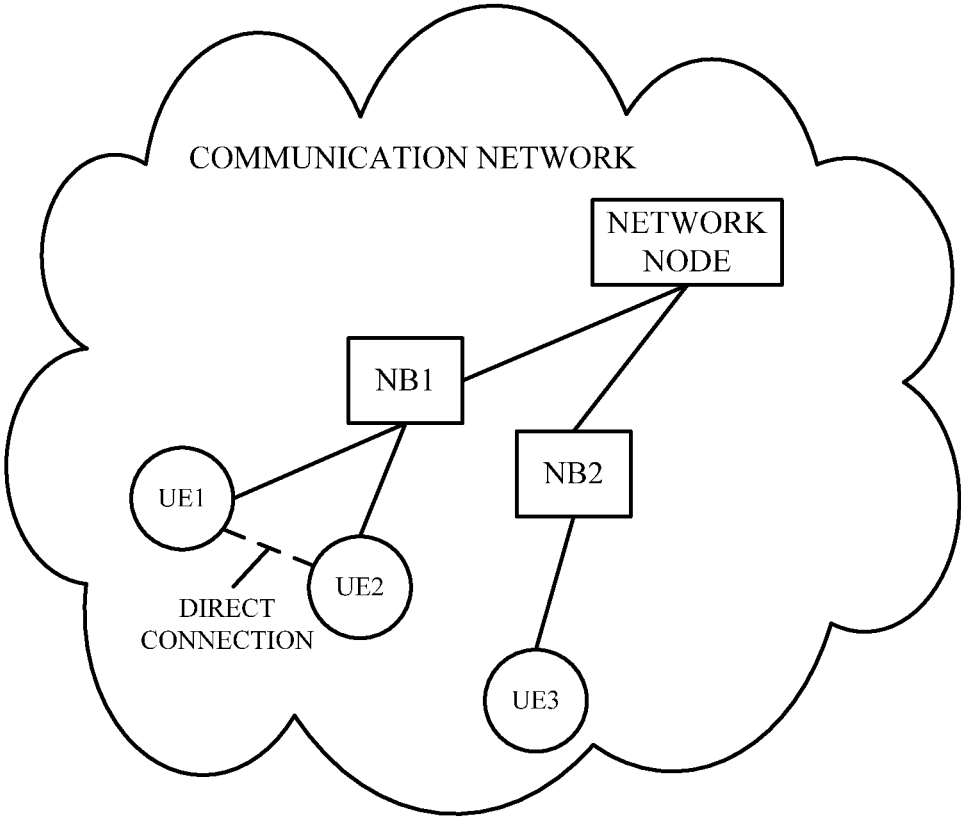 COMMUNICATION NETWORK
NETWORK
NODE
NB1
NB2
UE1
UE2
DIRECT
CONNECTION
UE3